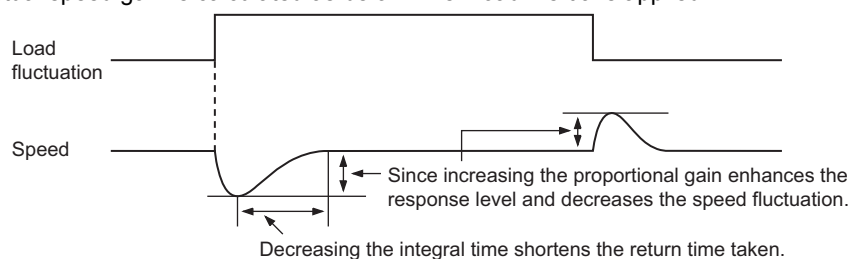 Load
fluctuation
Speed
Since increasing the proportional gain enhances the
response level and decreases the speed fluctuation.
Decreasing the integral time shortens the return time taken.